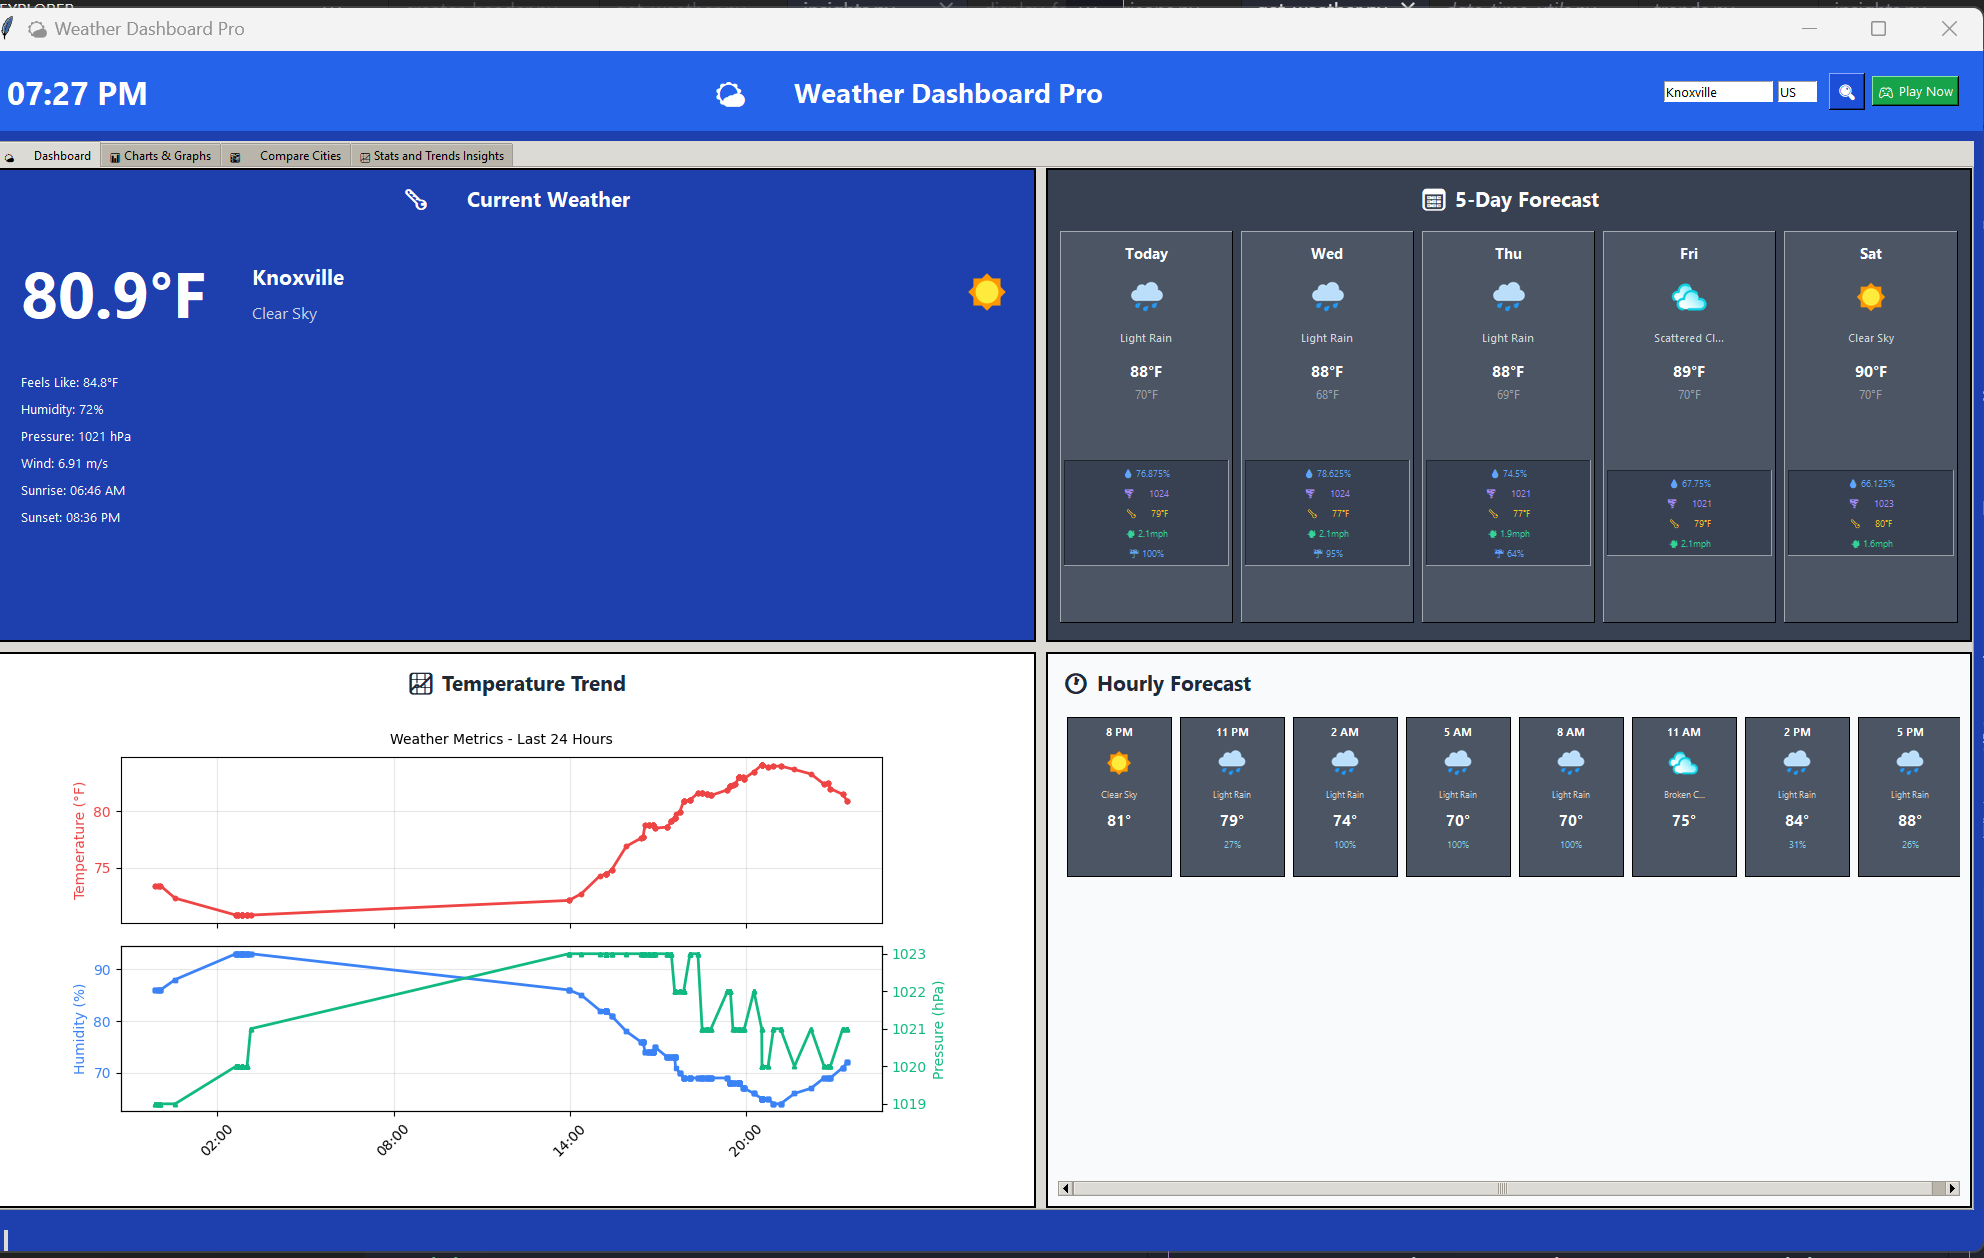 EXPLORER
Weather Dashboard Pro
07:27 PM
Weather Dashboard Pro
Knoxville
US
Play Now
Dashboard
Charts & Graphs
Compare Cities
Stats and Trends Insights
Current Weather
80.9°F
Knoxville
Clear Sky
Feels Like: 84.8°F
Humidity: 72%
Pressure: 1021 hPa
Wind: 6.91 m/s
Sunrise: 06:46 AM
Sunset: 08:36 PM
5-Day Forecast
Today
Light Rain
88°F
70°F
76.875%
1024
79°F
2.1mph
100%
Wed
Light Rain
88°F
68°F
78.625%
1024
77°F
2.1mph
95%
Thu
Light Rain
88°F
69°F
74.5%
1021
77°F
1.9mph
64%
Fri
Scattered Cl...
89°F
70°F
67.75%
1021
79°F
2.1mph
Sat
Clear Sky
90°F
70°F
66.125%
1023
80°F
1.6mph
Temperature Trend
Weather Metrics - Last 24 Hours
Temperature (°F)
80
75
Humidity (%)
90
80
70
1023
1022
1021
1020
1019
Pressure (hPa)
02:00
08:00
14:00
20:00
Hourly Forecast
8 PM
Clear Sky
81°
11 PM
Light Rain
79°
27%
2 AM
Light Rain
74°
100%
5 AM
Light Rain
70°
100%
8 AM
Light Rain
70°
100%
11 AM
Broken C...
75°
2 PM
Light Rain
84°
31%
5 PM
Light Rain
88°
26%